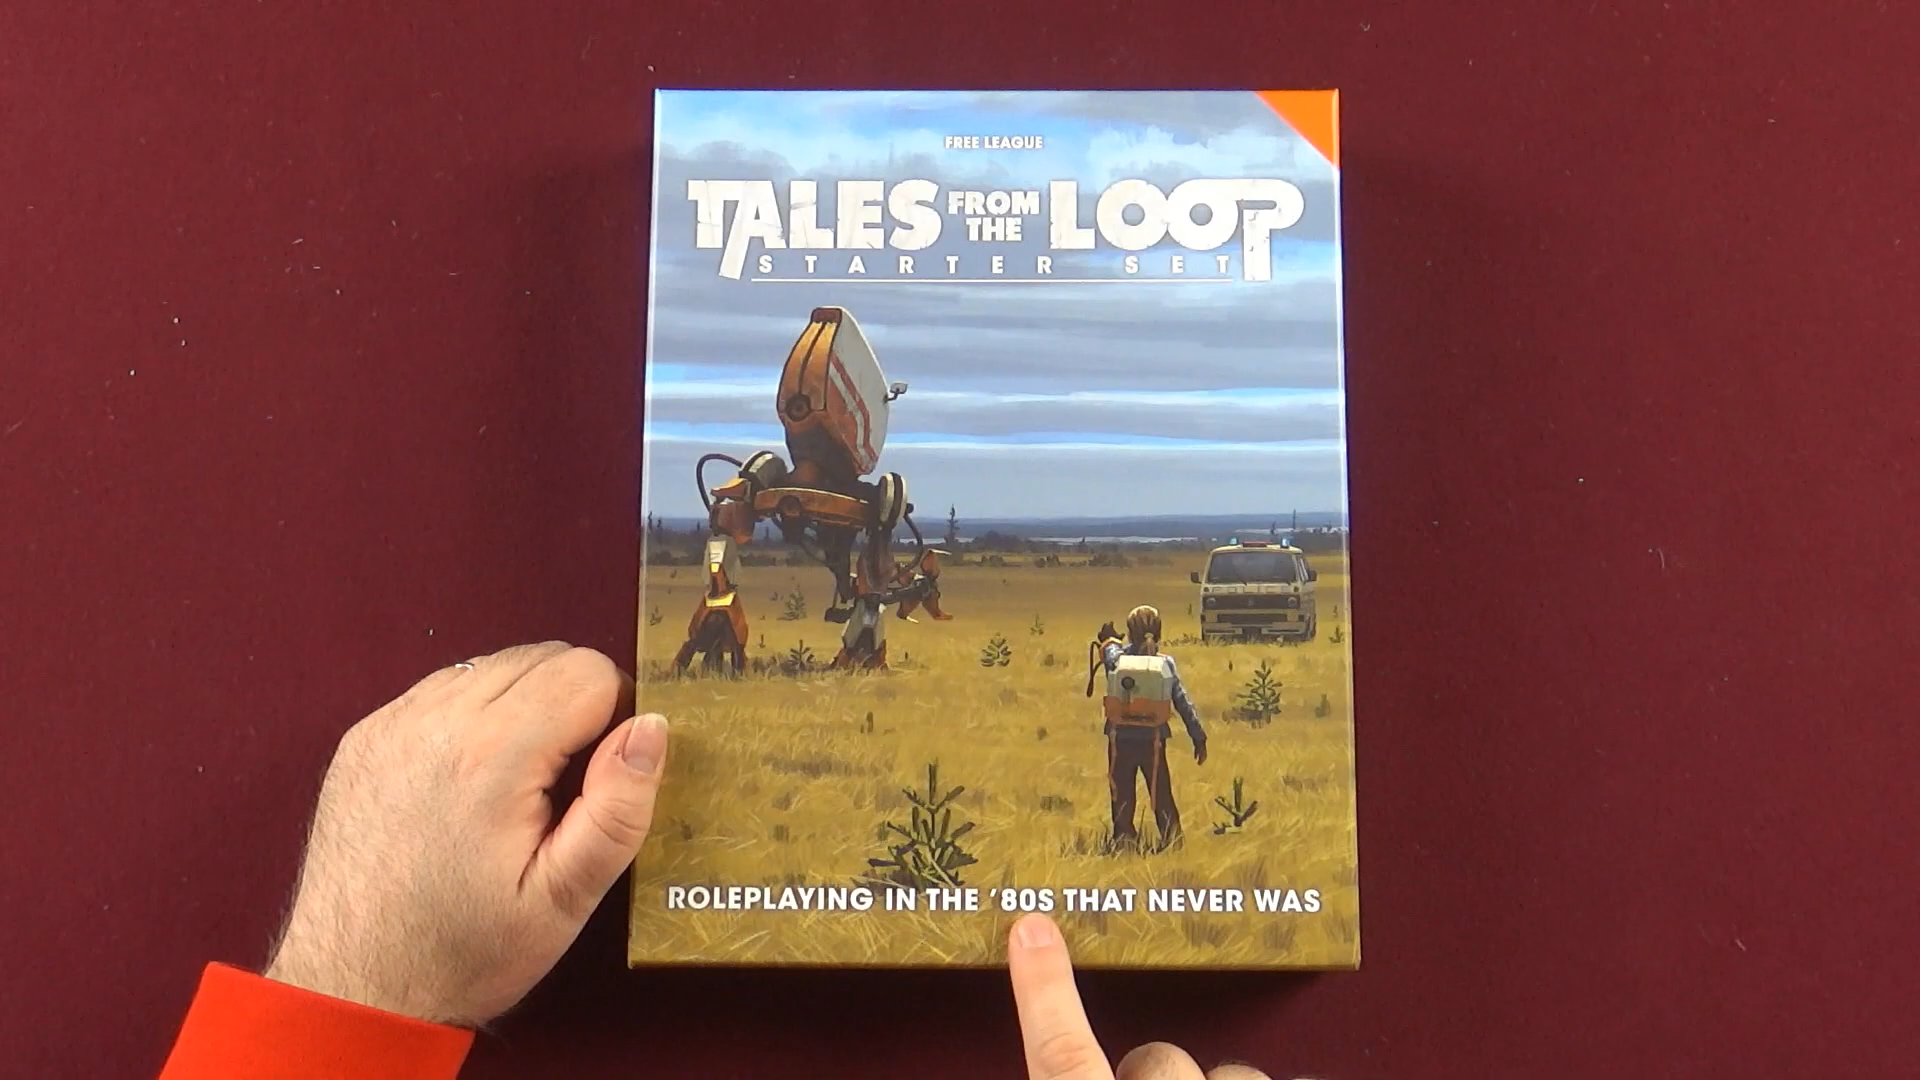 FREE LEAGUE
TALES FROM THE LOOP
STARTER SET
ROLEPLAYING IN THE ’80S THAT NEVER WAS